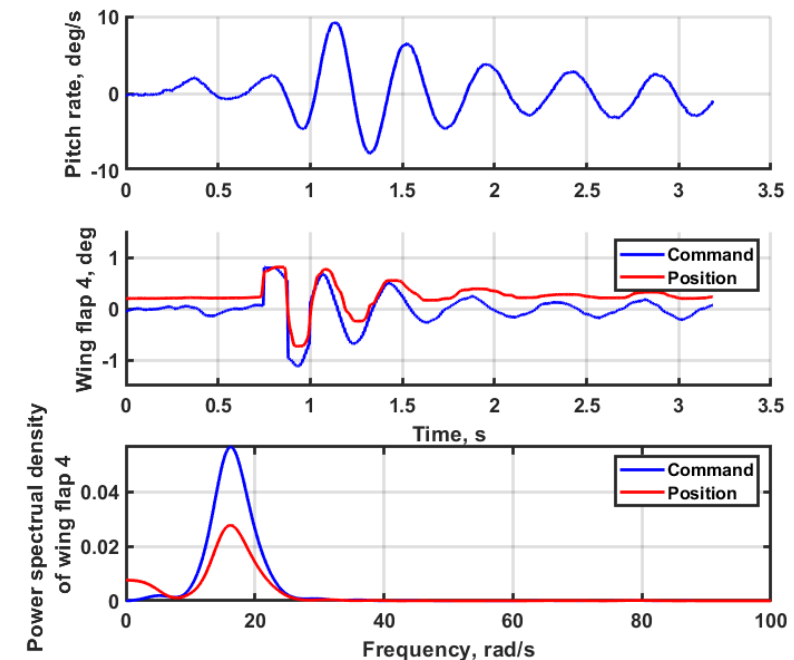 Pitch rate, deg/s
10
0
-10
0 0.5 1 1.5 2 2.5 3 3.5
Wing flap 4, deg
1
0
-1
Command
Position
0 0.5 1 1.5 2 2.5 3 3.5
Time, s
Power spectrual density
of wing flap 4
0.04
0.02
0
Command
Position
0 20 40 60 80 100
Frequency, rad/s